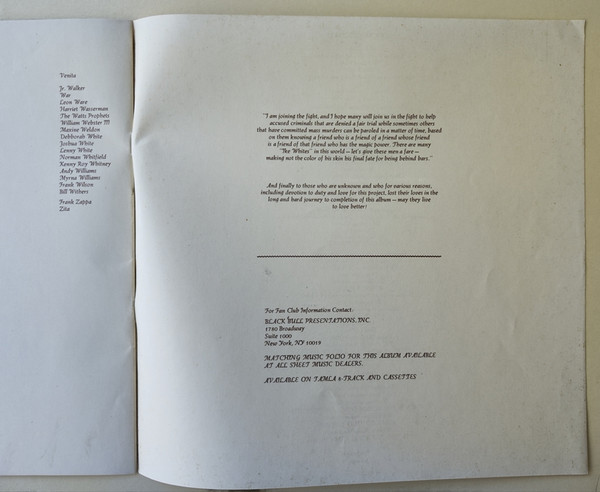 Venita
Jr. Walker
War
Leon Ware
Harriet Wasserman
The Watts Prophets
William Webster III
Maxine Weldon
Debborah White
Joshua White
Lenny White
Norman Whitfield
Kenny Roy Whitney
Andy Williams
Myrna Williams
Frank Wilson
Bill Withers
Frank Zappa
Zita
"I am joining the fight, and I hope many will join us in the fight to help
accused criminals that are denied a fair trial while sometimes others
that have committed mass murders can be paroled in a matter of time, based
on them knowing a friend who is a friend of a friend whose friend
is a friend of that friend who has the magic power. There are many
"The Whites" in this world—let's give these men a fare—
making not the color of his skin his final fate for being behind bars."
And finally to those who are unknown and who for various reasons,
including devotion to duty and love for this project, lost their loves in the
long and hard journey to completion of this album—may they live
to love better!
For Fan Club Information Contact:
BLACK BULL PRESENTATIONS, INC.
1780 Broadway
Suite 1000
New York, NY 10019
MATCHING MUSIC FOLIO FOR THIS ALBUM AVAILABLE
AT ALL SHEET MUSIC DEALERS.
AVAILABLE ON TAMLA 8-TRACK AND CASSETTES